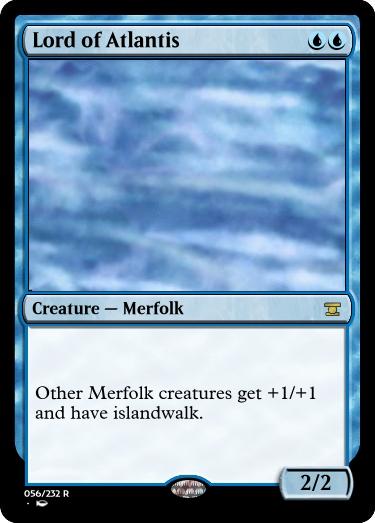 Lord of Atlantis
Creature — Merfolk
Other Merfolk creatures get +1/+1
and have islandwalk.
2/2
056/232 R